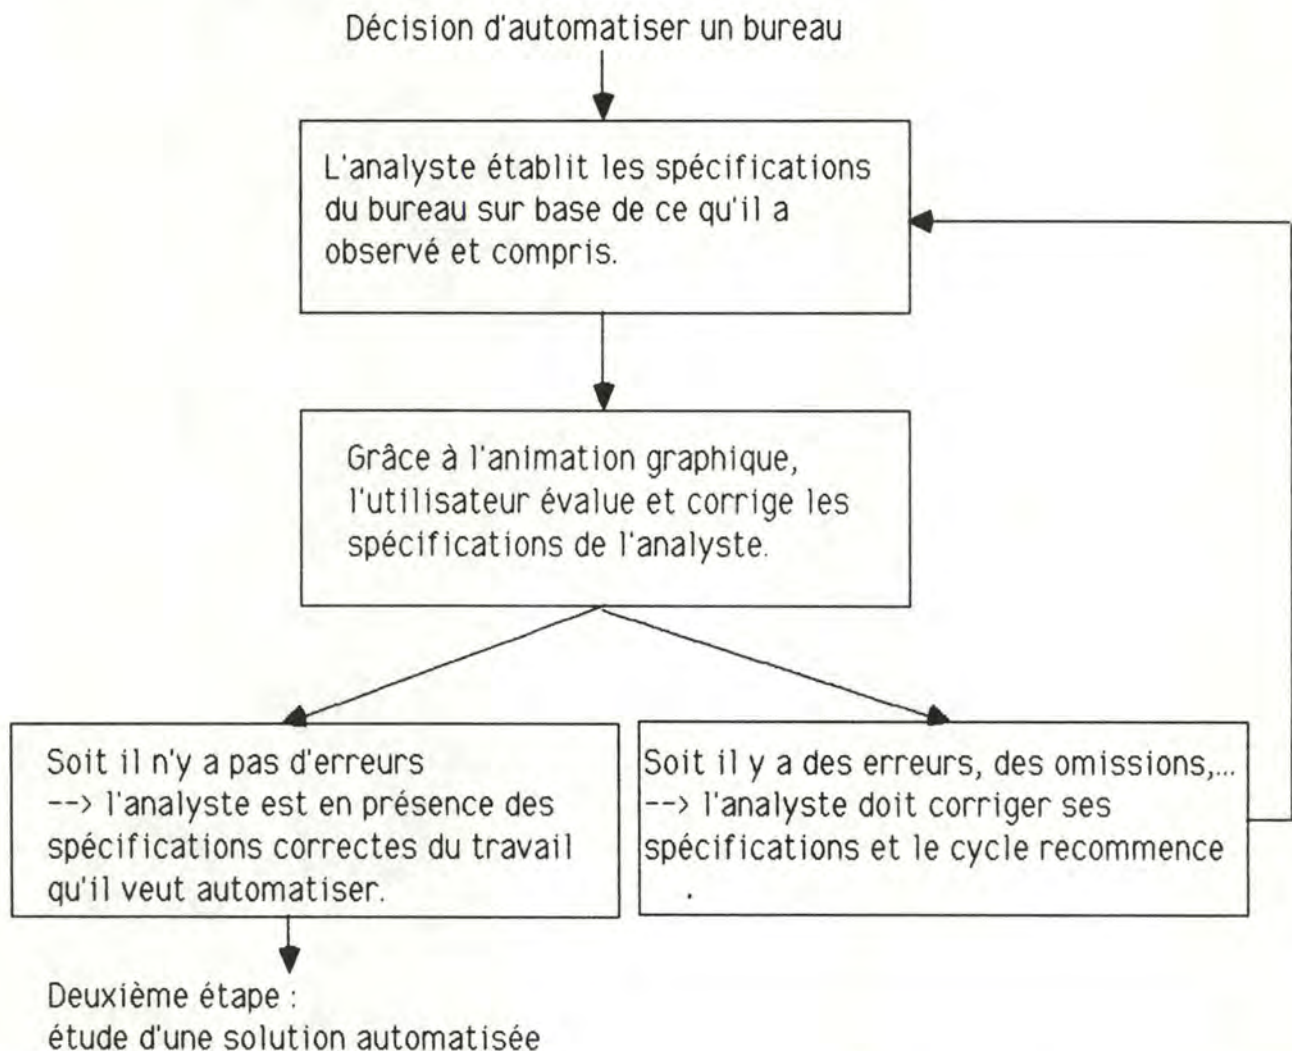 Décision d'automatiser un bureau
L'analyste établit les spécifications
du bureau sur base de ce qu'il a
observé et compris.
Grâce à l'animation graphique,
l'utilisateur évalue et corrige les
spécifications de l'analyste.
Soit il n'y a pas d'erreurs
--> l'analyste est en présence des
spécifications correctes du travail
qu'il veut automatiser.
Soit il y a des erreurs, des omissions,...
--> l'analyste doit corriger ses
spécifications et le cycle recommence
.
Deuxième étape :
étude d'une solution automatisée